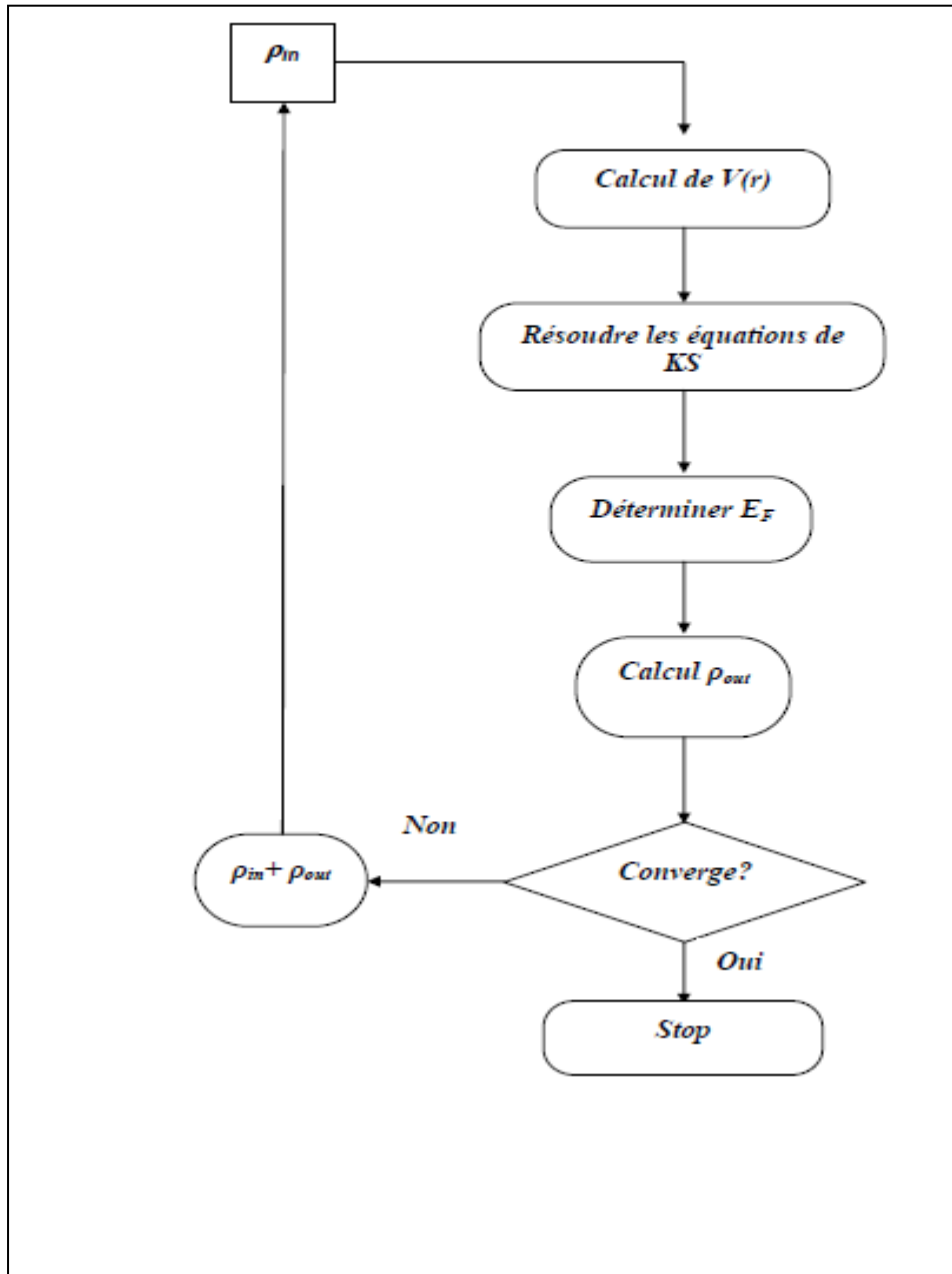 ρin
Calcul de V(r)
Résoudre les équations de
KS
Déterminer EF
Calcul ρout
Non
ρin+ ρout
Converge?
Oui
Stop